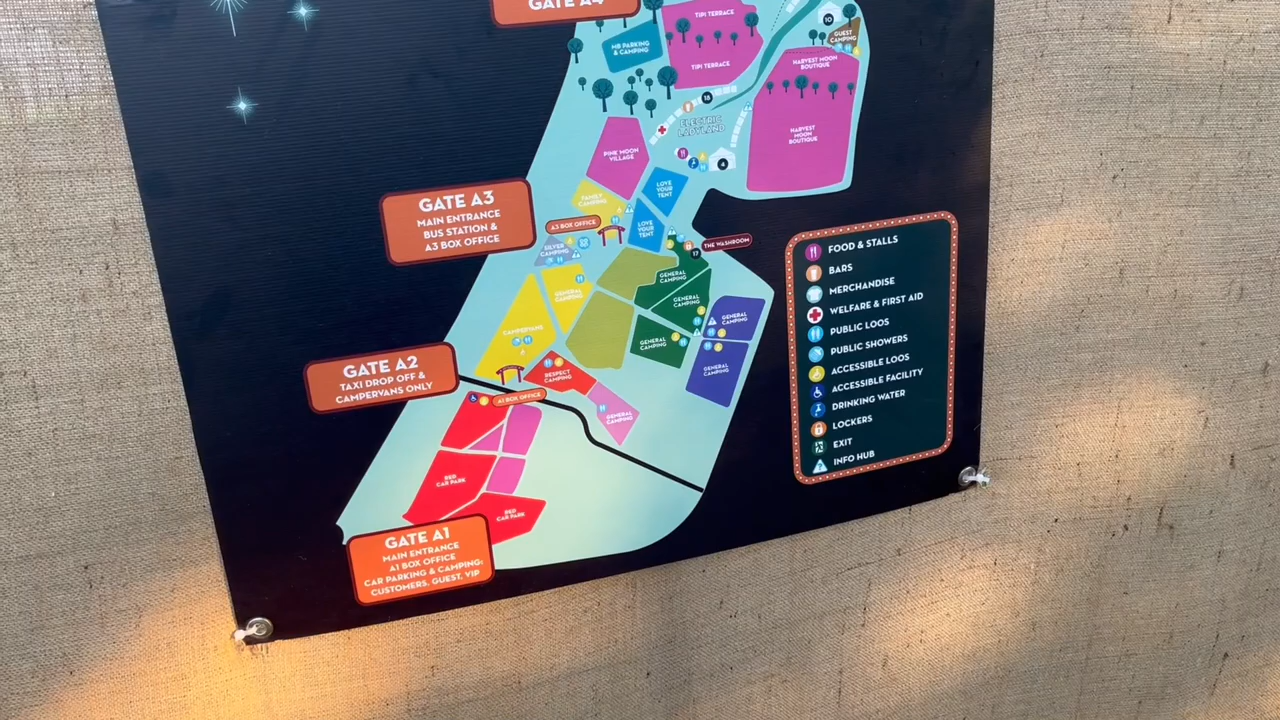 GATE A4
TIPI TERRACE
10
GUEST
CAMPING
MB PARKING
& CAMPING
TIPI TERRACE
HARVEST MOON
BOUTIQUE
18
ELECTRIC
LADYLAND
HARVEST
MOON
BOUTIQUE
PINK MOON
VILLAGE
4
LOVE
YOUR
TENT
FAMILY
CAMPING
GATE A3
MAIN ENTRANCE
BUS STATION &
A3 BOX OFFICE
A3 BOX OFFICE
LOVE
YOUR
TENT
SILVER
CAMPING
THE WASHROOM
17
GENERAL
CAMPING
GENERAL
CAMPING
GENERAL
CAMPING
GENERAL
CAMPING
CAMPERVANS
GENERAL
CAMPING
GENERAL
CAMPING
GATE A2
TAXI DROP OFF &
CAMPERVANS ONLY
RESPECT
CAMPING
A1 BOX OFFICE
GENERAL
CAMPING
RED
CAR PARK
RED
CAR PARK
GATE A1
MAIN ENTRANCE
A1 BOX OFFICE
CAR PARKING & CAMPING:
CUSTOMERS, GUEST, VIP
FOOD & STALLS
BARS
MERCHANDISE
WELFARE & FIRST AID
PUBLIC LOOS
PUBLIC SHOWERS
ACCESSIBLE LOOS
ACCESSIBLE FACILITY
DRINKING WATER
LOCKERS
EXIT
INFO HUB